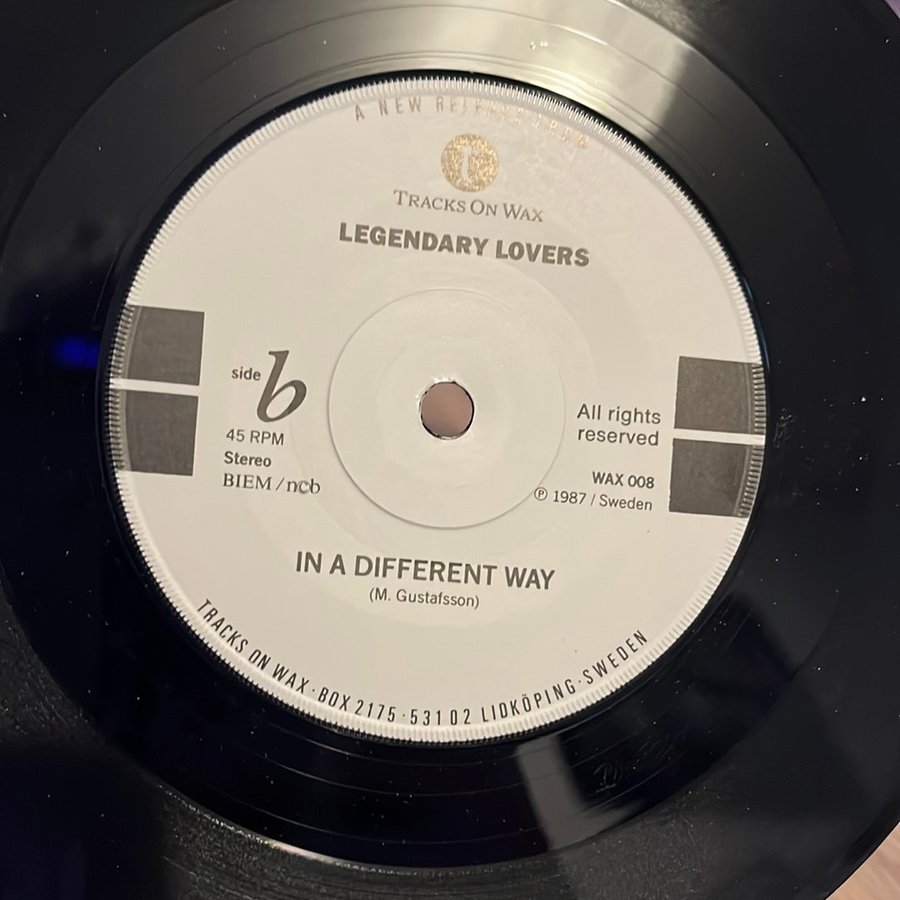 A NEW
t
TRACKS ON WAX
LEGENDARY LOVERS
side b
45 RPM
Stereo
BIEM/ncb
All rights
reserved
WAX 008
Ⓟ 1987 / Sweden
IN A DIFFERENT WAY
(M. Gustafsson)
TRACKS ON WAX·BOX 2175·531 02 LIDKÖPING·SWEDEN